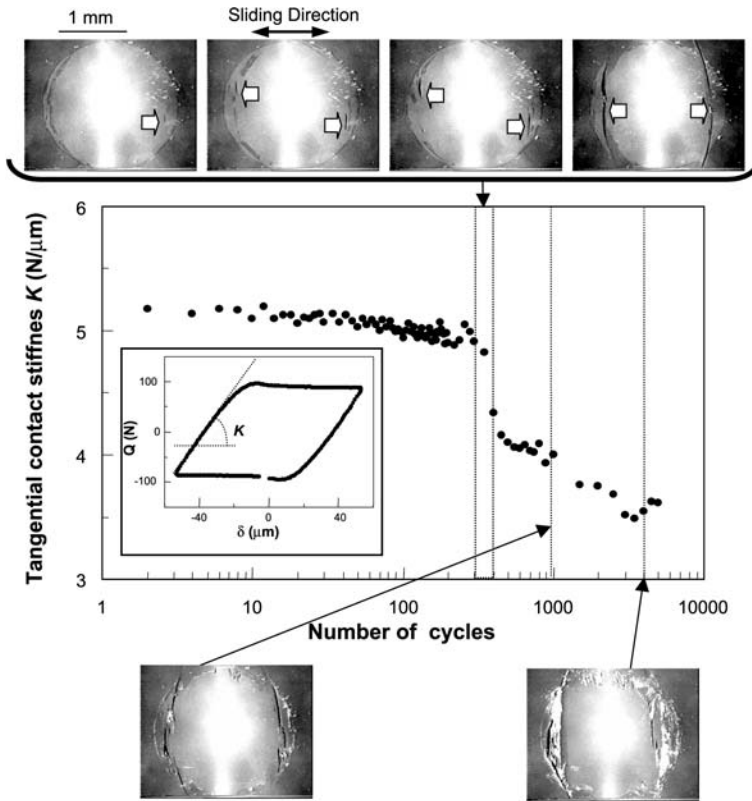 1 mm
Sliding Direction
Tangential contact stiffnes K (N/μm)
6
5
4
3
Q (N)
100
0
-100
K
-40
0
40
δ (μm)
1
10
100
1000
10000
Number of cycles